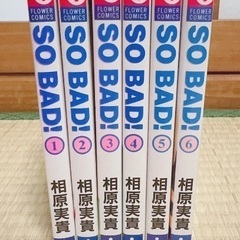 FLOWER COMICS
SO BAD!
1
相原実貴
FLOWER COMICS
SO BAD!
2
相原実貴
FLOWER COMICS
SO BAD!
3
相原実貴
FLOWER COMICS
SO BAD!
4
相原実貴
FLOWER COMICS
SO BAD!
5
相原実貴
FLOWER COMICS
SO BAD!
6
相原実貴